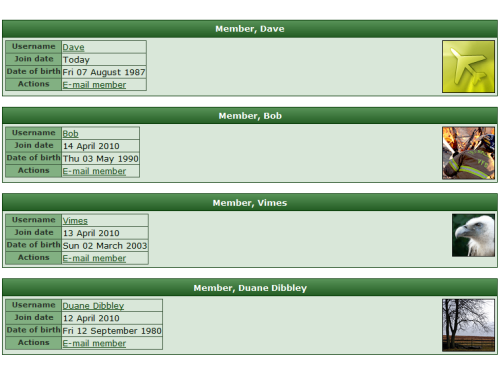 Member, Dave
Username Dave
Join date Today
Date of birth Fri 07 August 1987
Actions E-mail member
Member, Bob
Username Bob
Join date 14 April 2010
Date of birth Thu 03 May 1990
Actions E-mail member
Member, Vimes
Username Vimes
Join date 13 April 2010
Date of birth Sun 02 March 2003
Actions E-mail member
Member, Duane Dibbley
Username Duane Dibbley
Join date 12 April 2010
Date of birth Fri 12 September 1980
Actions E-mail member